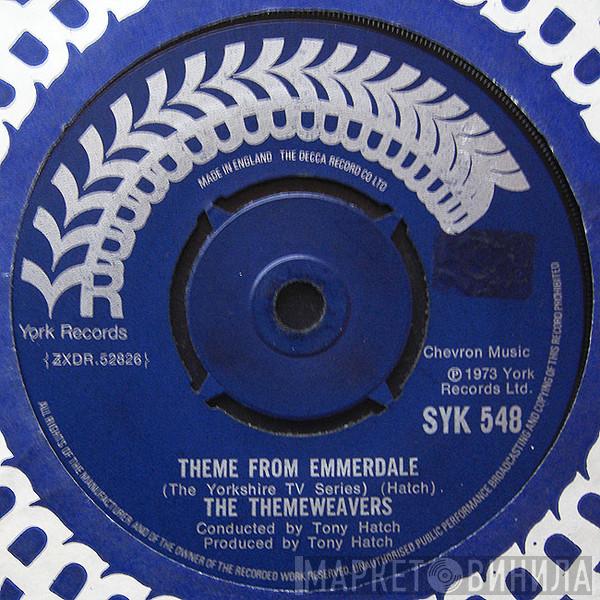 MADE IN ENGLAND THE DECCA RECORD CO LTD
YR
York Records
{ZXDR.52826}
Chevron Music
℗ 1973 York
Records Ltd.
SYK 548
THEME FROM EMMERDALE
(The Yorkshire TV Series) (Hatch)
THE THEMEWEAVERS
Conducted by Tony Hatch
Produced by Tony Hatch
ALL RIGHTS OF THE MANUFACTURER AND OF THE OWNER OF THE RECORDED WORK RESERVED. UNAUTHORISED PUBLIC PERFORMANCE BROADCASTING AND COPYING OF THIS RECORD PROHIBITED
МАРКЕТ ВИНИЛА